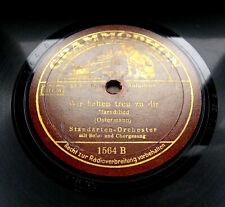 GRAMMOPHON
Wir halten treu zu dir
Marschlied
(Ostermann)
Standarten-Orchester
mit Solo- und Chorgesang
1564 B
Recht zur Radioverbreitung vorbehalten